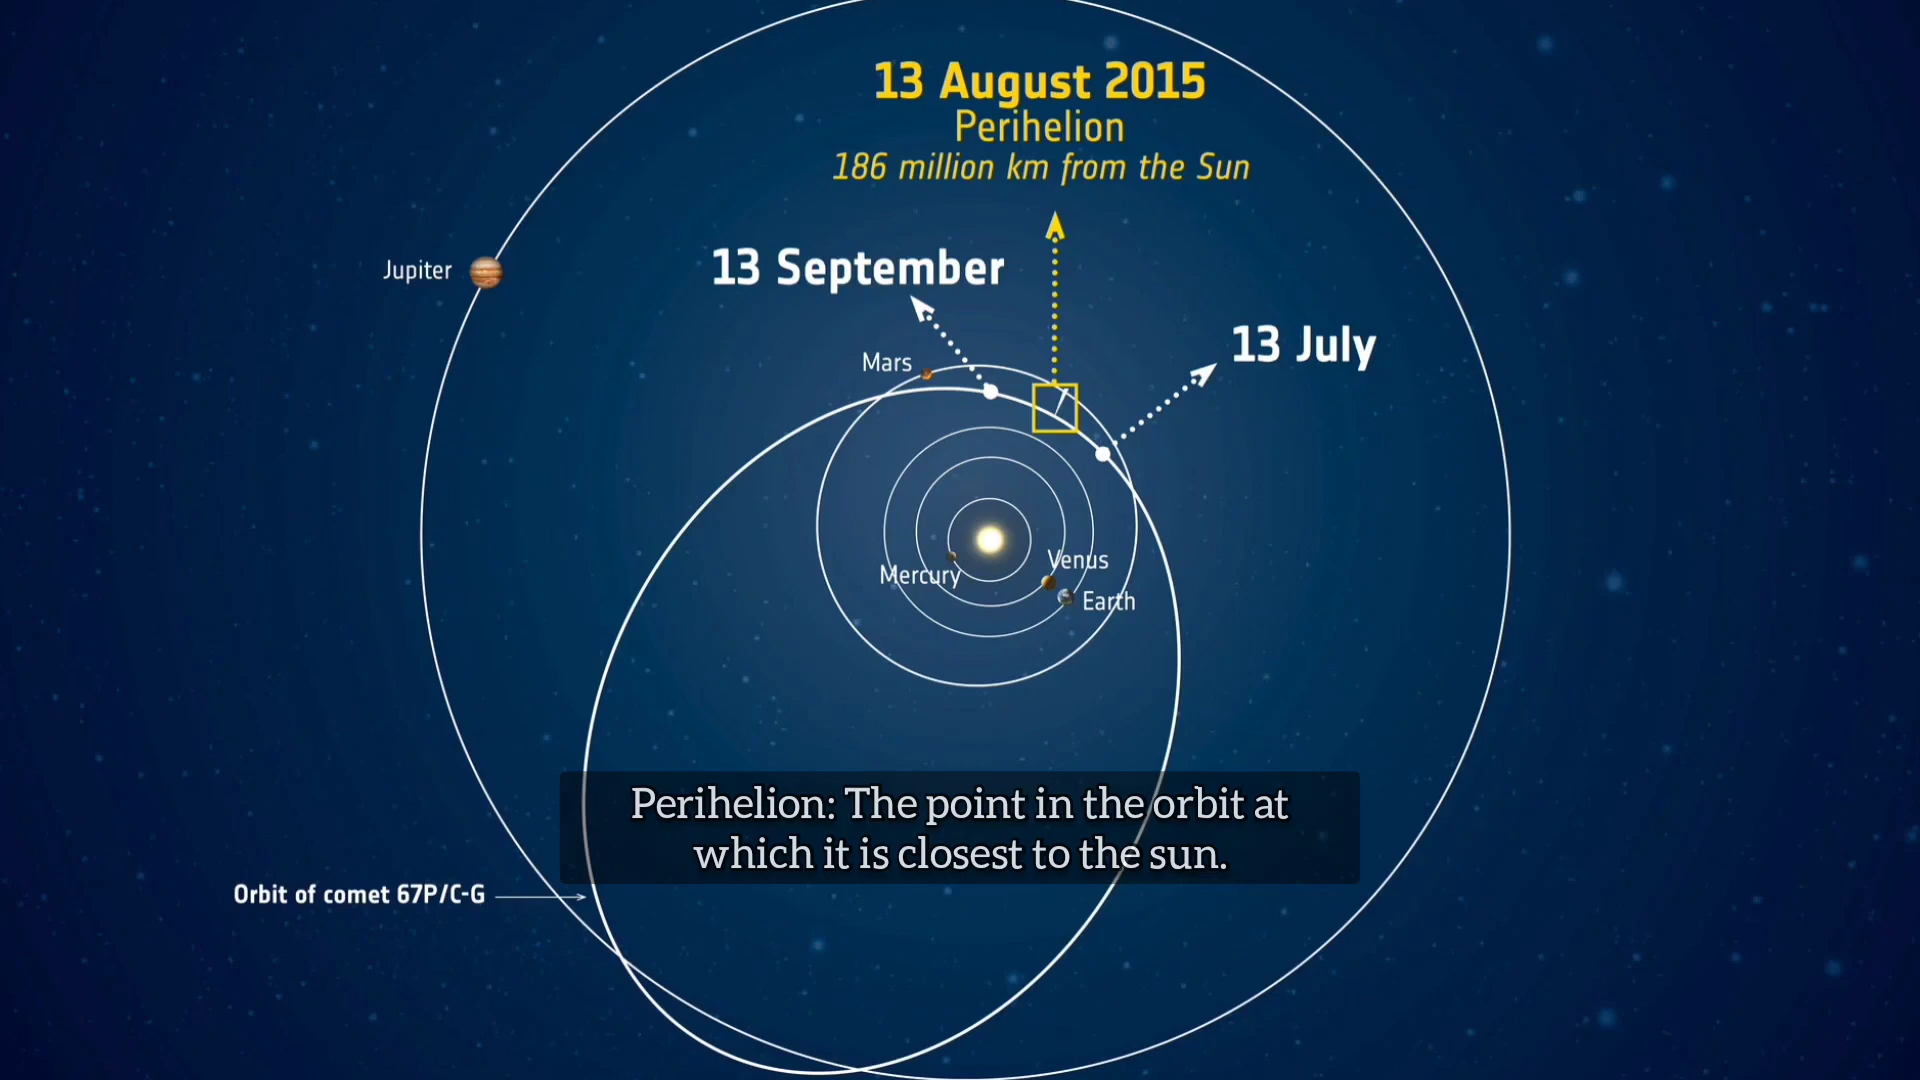 13 August 2015
Perihelion
186 million km from the Sun
13 September
Jupiter
13 July
Mars
Venus
Mercury
Earth
Perihelion: The point in the orbit at
which it is closest to the sun.
Orbit of comet 67P/C-G